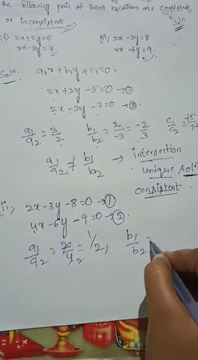 the following pair of linear equations are consistent,
or inconsistent.
(i) 3x+2y=5
(ii) 2x-3y=8
2x-3y=7
4x-6y=9.
Soln:
a₁x+b₁y+c₁=0.
3x+2y-5=0 →①
2x-3y-7=0 →②
a₁/a₂ = 3/2
b₁/b₂ = 2/-3 = -2/3
a₁/a₂ ≠ b₁/b₂ → intersection
unique soln
consistent.
ii, 2x-3y-8=0 →①
4x-6y-9=0 →②
a₁/a₂ = 2/4 = 1/2,
b₁/b₂